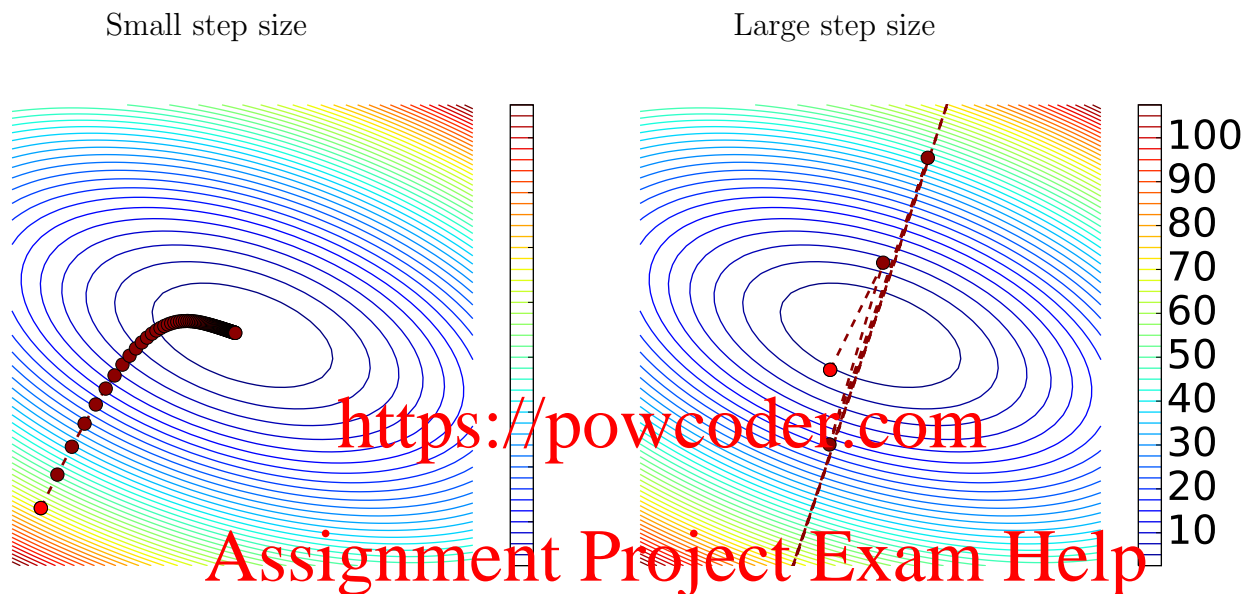 Small step size
Large step size
100
90
80
70
60
50
40
30
20
10
https://powcoder.com
Assignment Project Exam Help